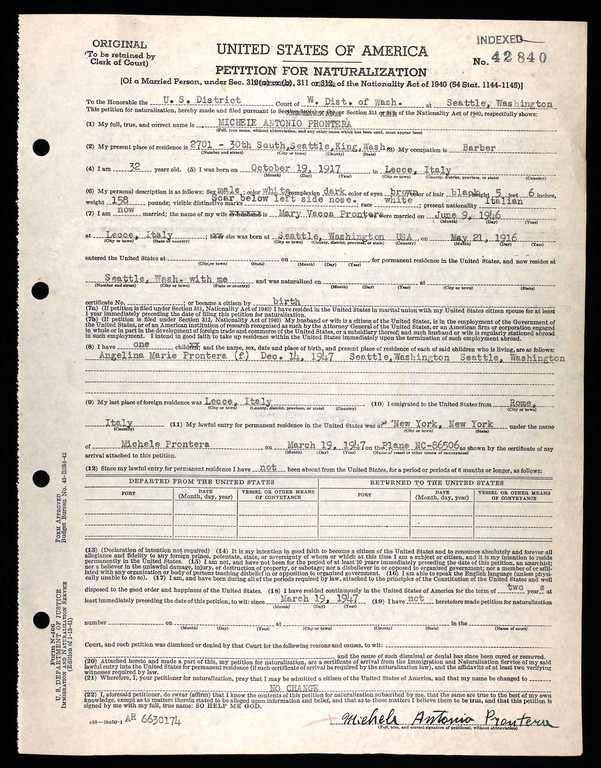 ORIGINAL
(To be retained by
Clerk of Court)
UNITED STATES OF AMERICA
INDEXED
No. 42840
PETITION FOR NATURALIZATION
[Of a Married Person, under Sec. 310(a) or (b), 311 or 312, of the Nationality Act of 1940 (54 Stat. 1144-1145)]
To the Honorable the U. S. District Court of W. Dist. of Wash. at Seattle, Washington
This petition for naturalization, hereby made and filed pursuant to Section 311 of the Nationality Act of 1940, respectfully shows:
(1) My full, true, and correct name is MICHELE ANTONIO PRONTERA
(Full, true name, without abbreviation, and any other name which has been used, must appear here)
(2) My present place of residence is 2701 - 30th South, Seattle, King, Wash (3) My occupation is Barber
(Number and street) (City or town) (County) (State)
(4) I am 32 years old. (5) I was born on October 19, 1917 in Lecce, Italy
(Month) (Day) (Year) (City or town) (County, district, province, or state) (Country)
(6) My personal description is as follows: Sex male, color white, complexion dark, color of eyes brown, color of hair black, height 5 feet 6 inches,
weight 158 pounds; visible distinctive marks Scar below left side nose. race white; present nationality Italian
(7) I am now married; the name of my wife is Mary Vacca Prontera we were married on June 9, 1946
(Month) (Day) (Year)
at Lecce, Italy; she was born at Seattle, Washington USA on May 21, 1916
(City or town) (State or country) (City or town) (State or country) (Month) (Day) (Year)
entered the United States at on for permanent residence in the United States, and now resides at
(City or town) (State) (Month) (Day) (Year)
Seattle, Wash. with me and was naturalized on at
(Number and street) (City or town) (State or country) (Month) (Day) (Year) (City or town) (State)
certificate No. ; or became a citizen by birth
(7a) (If petition is filed under Section 311, Nationality Act of 1940) I have resided in the United States in marital union with my United States citizen spouse for at least
1 year immediately preceding the date of filing this petition for naturalization.
(7b) (If petition is filed under Section 312, Nationality Act of 1940) My husband or wife is a citizen of the United States, is in the employment of the Government of
the United States, or of an American institution of research recognized as such by the Attorney General of the United States, or an American firm or corporation engaged
in whole or in part in the development of foreign trade and commerce of the United States, or a subsidiary thereof; and such husband or wife is regularly stationed abroad
in such employment. I intend in good faith to take up residence within the United States immediately upon the termination of such employment abroad.
(8) I have one child; and the name, sex, date and place of birth, and present place of residence of each of said children who is living, are as follows:
Angelina Marie Prontera (f) Dec. 14, 1947 Seattle, Washington Seattle, Washington
(9) My last place of foreign residence was Lecce, Italy (10) I emigrated to the United States from Rome,
(City or town) (County, district, province, or state) (Country) (City or town)
Italy (11) My lawful entry for permanent residence in the United States was at New York, New York under the name
(Country) (City or town) (State)
of Michele Prontera on March 19, 1947 on the Plane NC-86506 as shown by the certificate of my
(Month) (Day) (Year) (Name of vessel or other means of conveyance)
arrival attached to this petition.
(12) Since my lawful entry for permanent residence I have not been absent from the United States, for a period or periods of 6 months or longer, as follows:
DEPARTED FROM THE UNITED STATES
RETURNED TO THE UNITED STATES
PORT
DATE (Month, day, year)
VESSEL OR OTHER MEANS OF CONVEYANCE
PORT
DATE (Month, day, year)
VESSEL OR OTHER MEANS OF CONVEYANCE
(13) (Declaration of intention not required) (14) It is my intention in good faith to become a citizen of the United States and to renounce absolutely and forever all
allegiance and fidelity to any foreign prince, potentate, state, or sovereignty of whom or which at this time I am a subject or citizen, and it is my intention to reside
permanently in the United States. (15) I am not, and have not been for the period of at least 10 years immediately preceding the date of this petition, an anarchist;
nor a believer in the unlawful damage, injury, or destruction of property, or sabotage; nor a disbeliever in or opposed to organized government; nor a member of or affili-
ated with any organization or body of persons teaching disbelief in or opposition to organized government. (16) I am able to speak the English language (unless physi-
cally unable to do so). (17) I am, and have been during all of the periods required by law, attached to the principles of the Constitution of the United States and well
disposed to the good order and happiness of the United States. (18) I have resided continuously in the United States of America for the term of two years at
least immediately preceding the date of this petition, to wit: since March 19, 1947 (19) I have not heretofore made petition for naturalization
(Month) (Day) (Year)
number on at in the
(Month) (Day) (Year) (City or town) (County) (State) (Name of court)
Court, and such petition was dismissed or denied by that Court for the following reasons and causes, to wit:
and the cause of such dismissal or denial has since been cured or removed.
(20) Attached hereto and made a part of this, my petition for naturalization, are a certificate of arrival from the Immigration and Naturalization Service of my said
lawful entry into the United States for permanent residence (if such certificate of arrival be required by the naturalization law), and the affidavits of at least two verifying
witnesses required by law.
(21) Wherefore, I, your petitioner for naturalization, pray that I may be admitted a citizen of the United States of America, and that my name be changed to
NO CHANGE
(22) I, aforesaid petitioner, do swear (affirm) that I know the contents of this petition for naturalization subscribed by me, that the same are true to the best of my own
knowledge, except as to matters therein stated to be alleged upon information and belief, and that as to those matters I believe them to be true, and that this petition is
signed by me with my full, true name: SO HELP ME GOD.
AR 6630174
Michele Antonio Prontera
(Full, true, and correct signature of petitioner, without abbreviation)
Form N-406
U. S. DEPARTMENT OF JUSTICE
IMMIGRATION AND NATURALIZATION SERVICE
FORM APPROVED